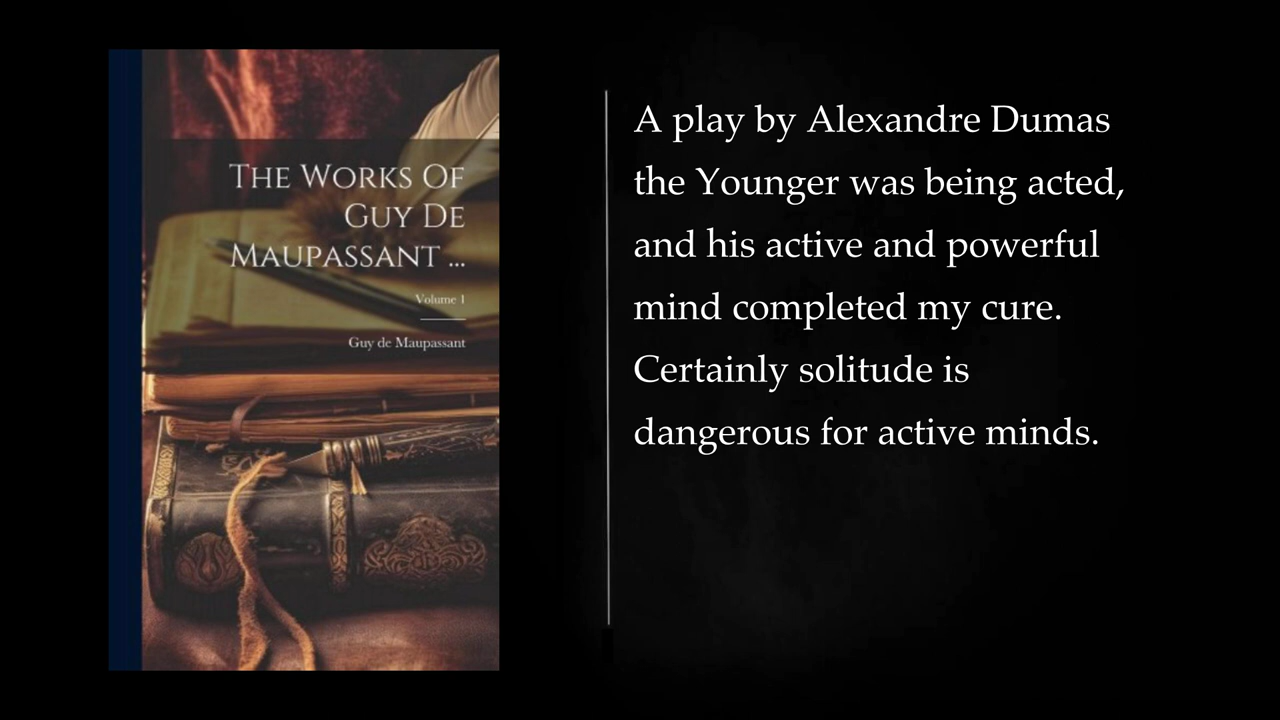 The Works Of
Guy De
Maupassant ...
Volume 1
Guy de Maupassant
A play by Alexandre Dumas
the Younger was being acted,
and his active and powerful
mind completed my cure.
Certainly solitude is
dangerous for active minds.